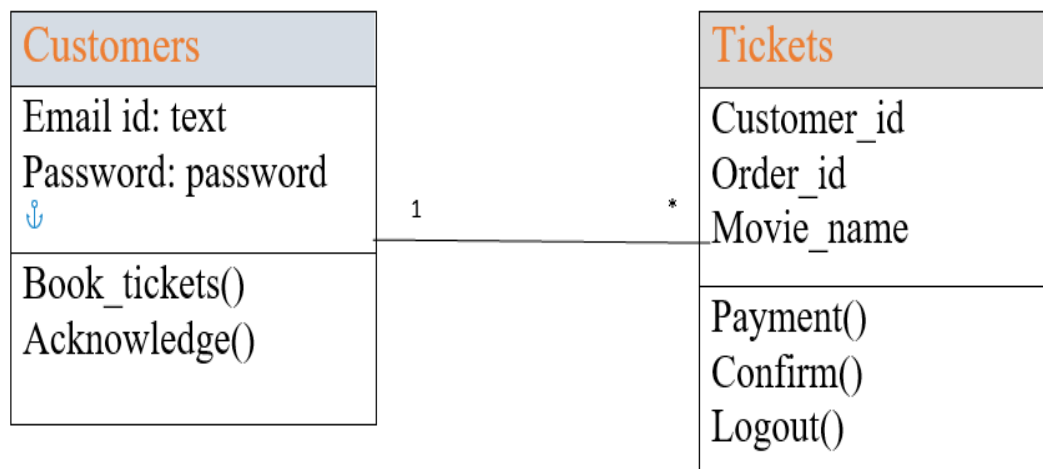 Customers
Email id: text
Password: password
Book_tickets()
Acknowledge()
1
*
Tickets
Customer_id
Order_id
Movie_name
Payment()
Confirm()
Logout()